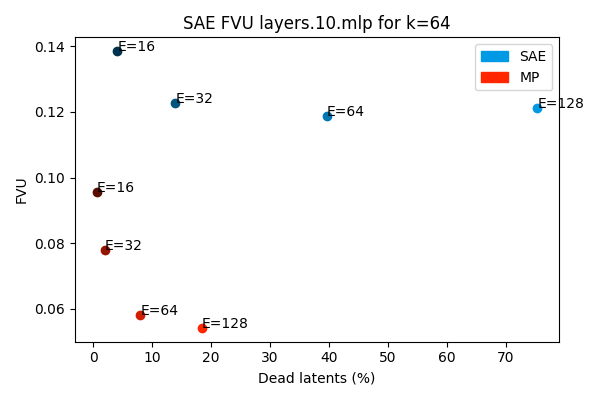 SAE FVU layers.10.mlp for k=64
SAE
MP
E=16
E=32
E=64
E=128
E=16
E=32
E=64
E=128
0.14
0.12
0.10
0.08
0.06
FVU
0 10 20 30 40 50 60 70
Dead latents (%)